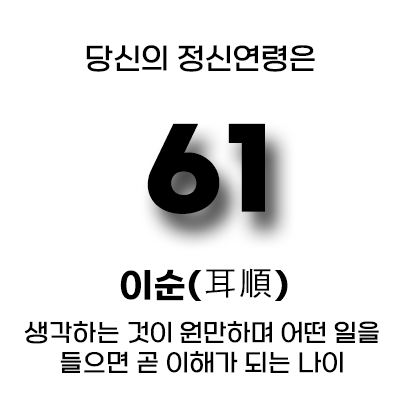 당신의 정신연령은
61
이순(耳順)
생각하는 것이 원만하며 어떤 일을
들으면 곧 이해가 되는 나이